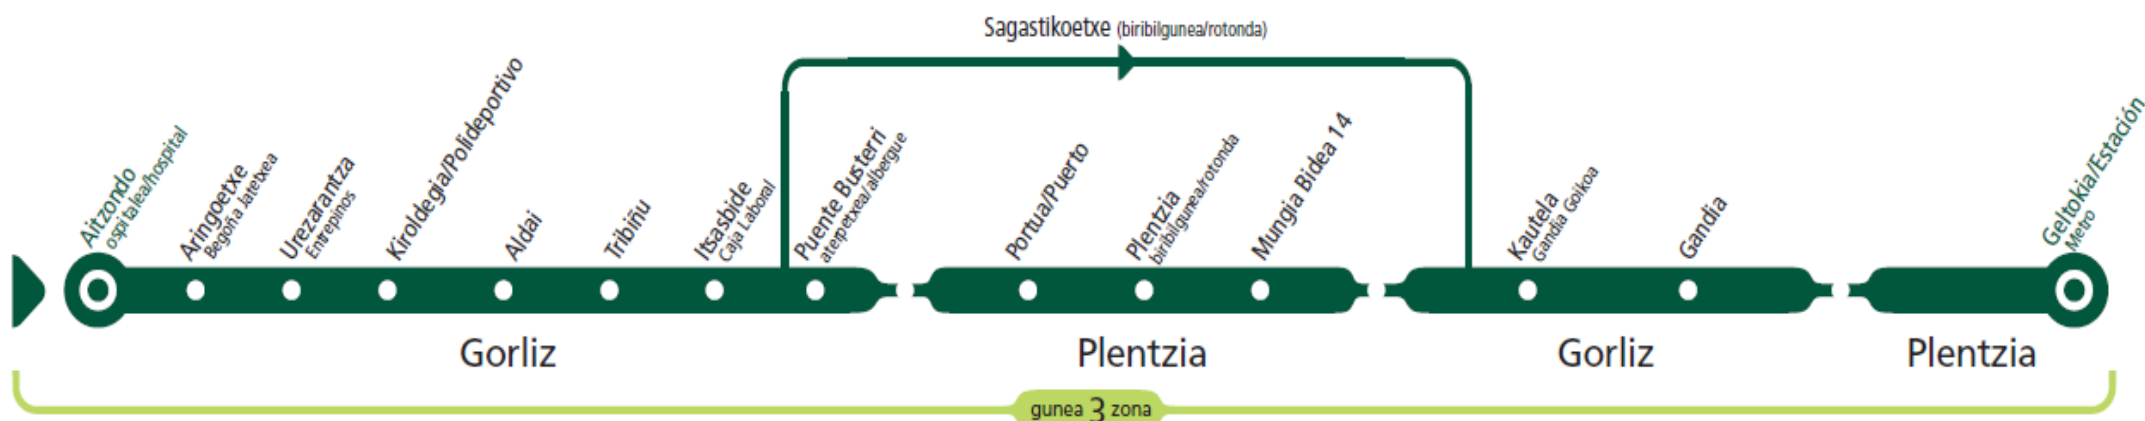 Sagastikoetxe (biribilgunea/rotonda)
Aitzondo
ospitalea/hospital
Aringoetxe
Begoña Jatetxea
Urezarantza
Entrepinos
Kiroldegia/Polideportivo
Aldai
Tribiñu
Itsasbide
Caja Laboral
Puente Busterri
aterpetxea/albergue
Portua/Puerto
Plentzia
biribilgunea/rotonda
Mungia Bidea 14
Kautela
Gandia Goikoa
Gandia
Geltokia/Estación
Metro
Gorliz
Plentzia
Gorliz
Plentzia
gunea 3 zona